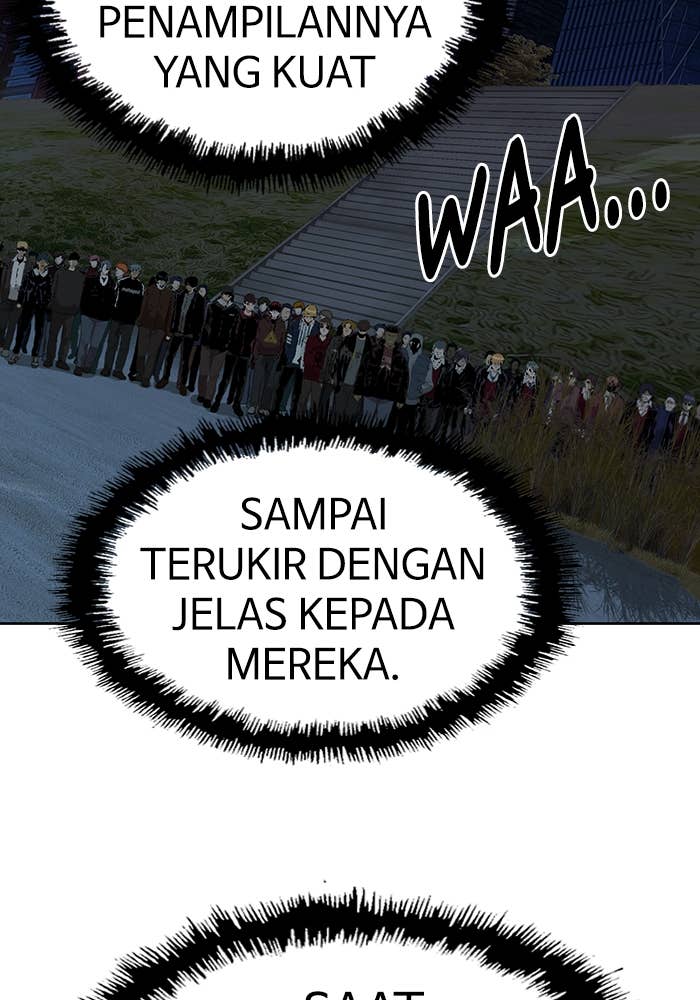 PENAMPILANNYA
YANG KUAT
WAA...
SAMPAI
TERUKIR DENGAN
JELAS KEPADA
MEREKA.
SAAT